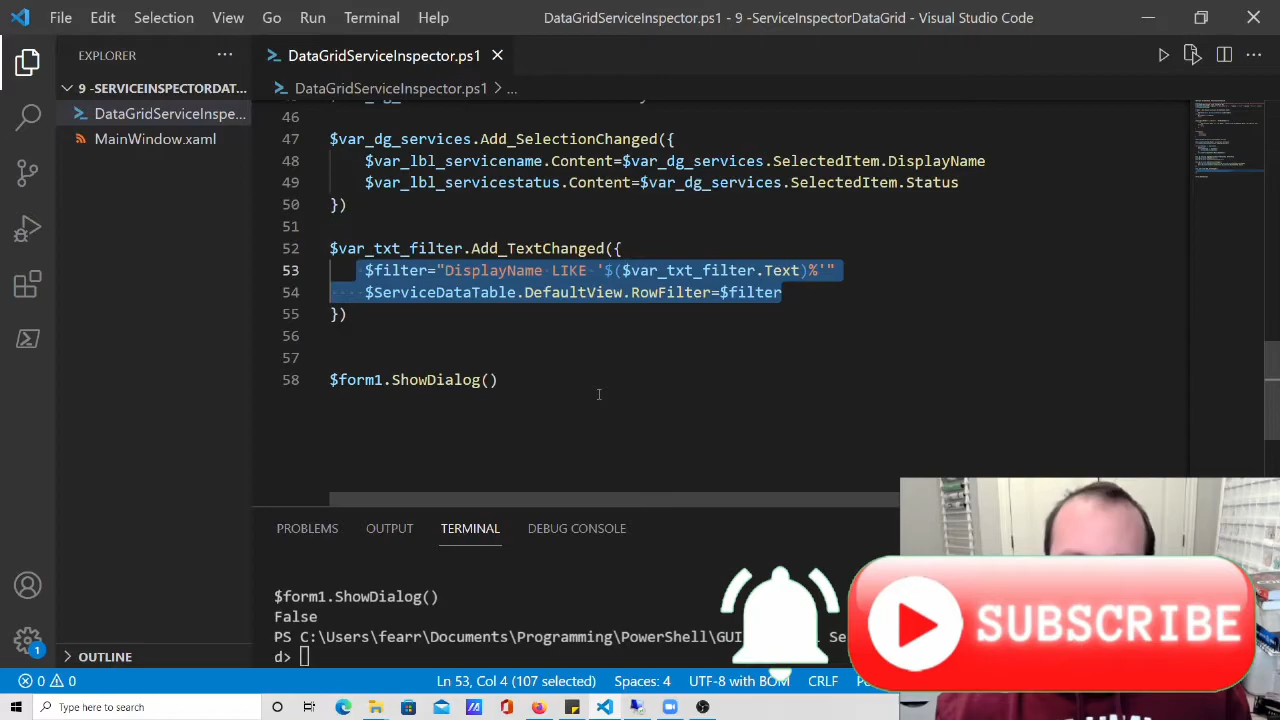 File Edit Selection View Go Run Terminal Help DataGridServiceInspector.ps1 - 9 -ServiceInspectorDataGrid - Visual Studio Code
EXPLORER ... DataGridServiceInspector.ps1
9 -SERVICEINSPECTORDAT... DataGridServiceInspector.ps1 > ...
DataGridServiceInspe...
MainWindow.xaml
46
47 $var_dg_services.Add_SelectionChanged({
48 $var_lbl_servicename.Content=$var_dg_services.SelectedItem.DisplayName
49 $var_lbl_servicestatus.Content=$var_dg_services.SelectedItem.Status
50 })
51
52 $var_txt_filter.Add_TextChanged({
53 $filter="DisplayName LIKE '$($var_txt_filter.Text)%'"
54 $ServiceDataTable.DefaultView.RowFilter=$filter
55 })
56
57
58 $form1.ShowDialog()
PROBLEMS OUTPUT TERMINAL DEBUG CONSOLE
$form1.ShowDialog()
False
PS C:\Users\fearr\Documents\Programming\PowerShell\GUI
d>
SUBSCRIBE
OUTLINE
1
0 0 Ln 53, Col 4 (107 selected) Spaces: 4 UTF-8 with BOM CRLF
Type here to search